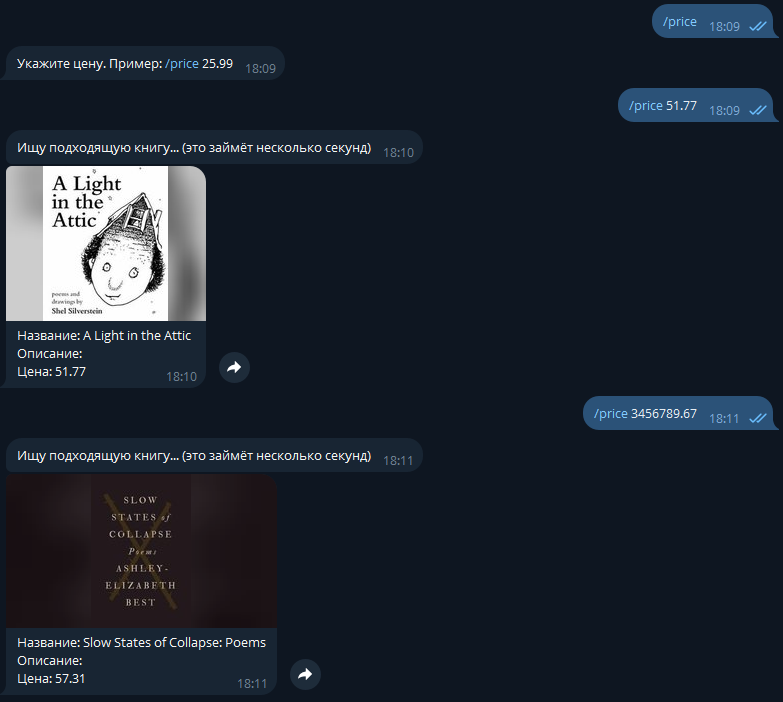 /price 18:09
Укажите цену. Пример: /price 25.99 18:09
/price 51.77 18:09
Ищу подходящую книгу... (это займёт несколько секунд) 18:10
A Light
in the
Attic
poems and
drawings by
Shel Silverstein
Название: A Light in the Attic
Описание:
Цена: 51.77 18:10
/price 3456789.67 18:11
Ищу подходящую книгу... (это займёт несколько секунд) 18:11
SLOW
STATES of
COLLAPSE
Poems
ASHLEY-
ELIZABETH
BEST
Название: Slow States of Collapse: Poems
Описание:
Цена: 57.31 18:11